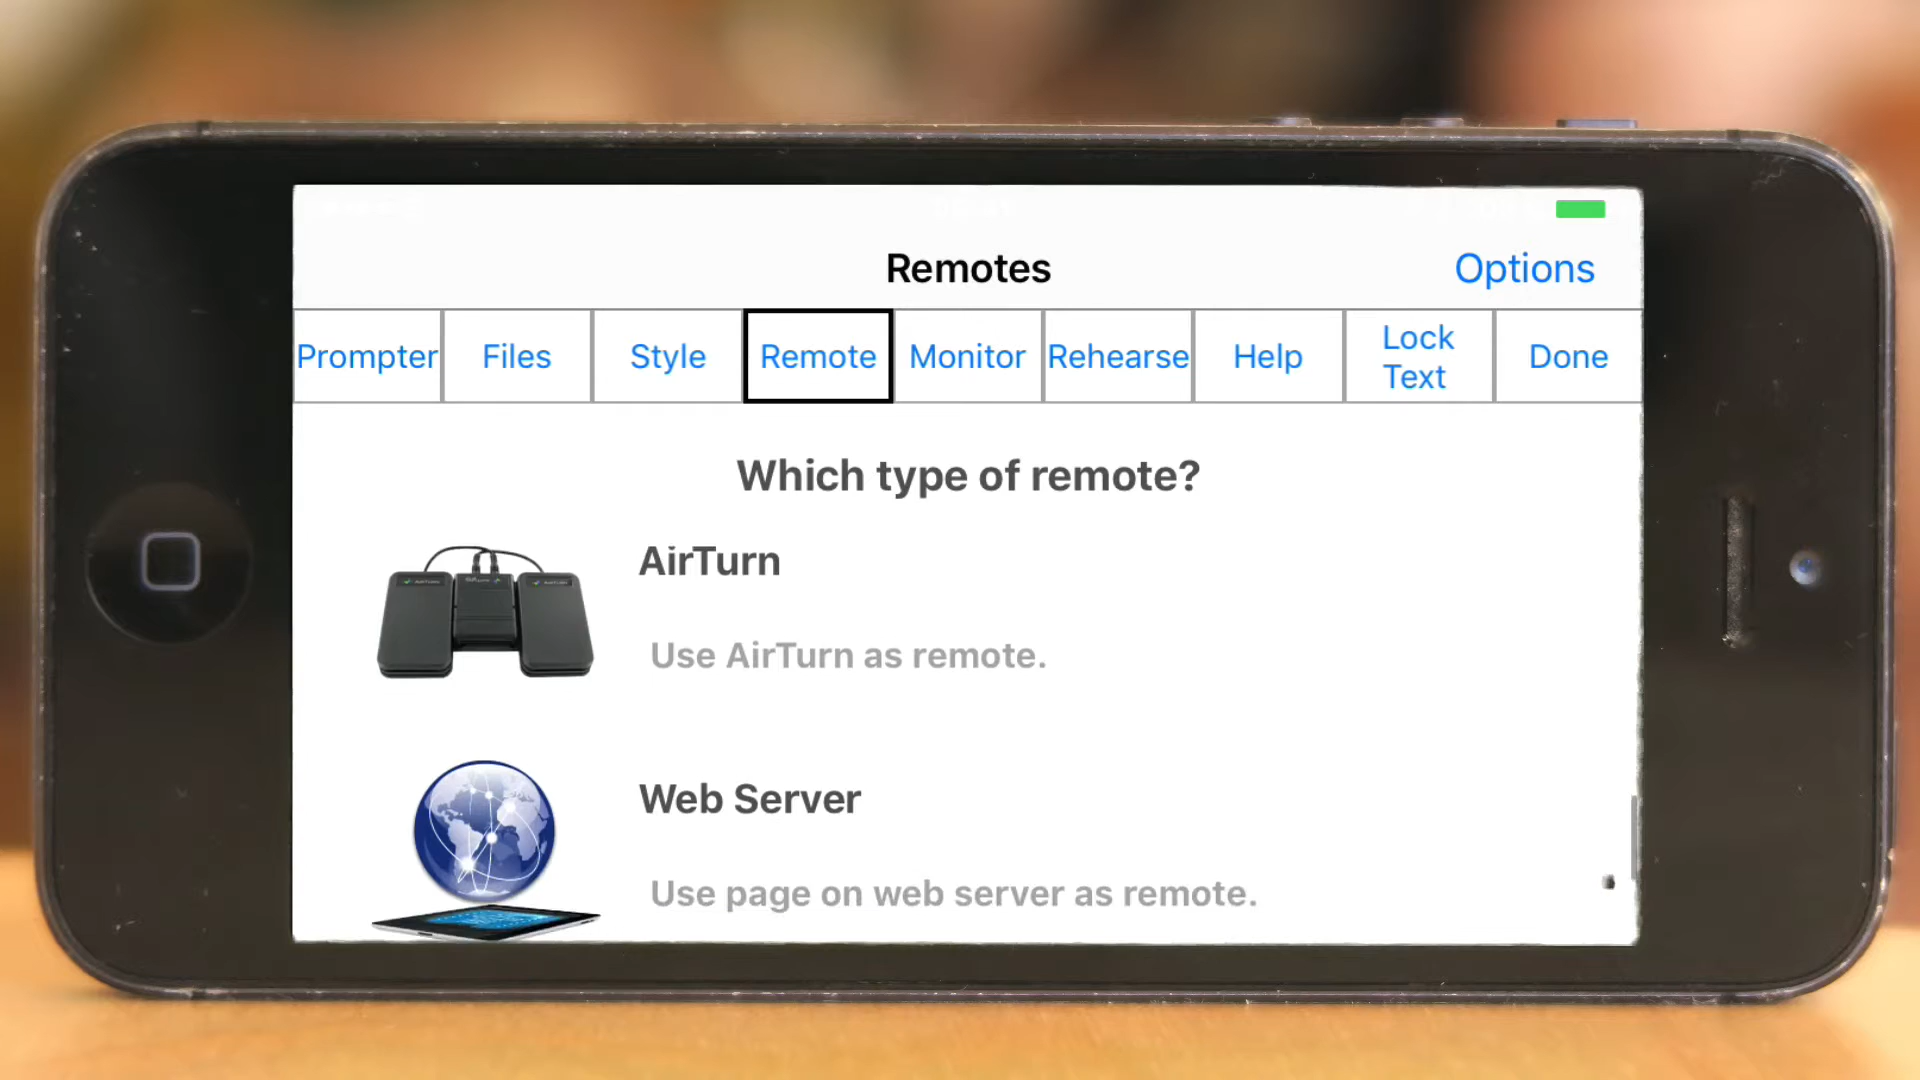 Remotes
Options
Prompter
Files
Style
Remote
Monitor
Rehearse
Help
Lock
Text
Done
Which type of remote?
AirTurn
Use AirTurn as remote.
Web Server
Use page on web server as remote.